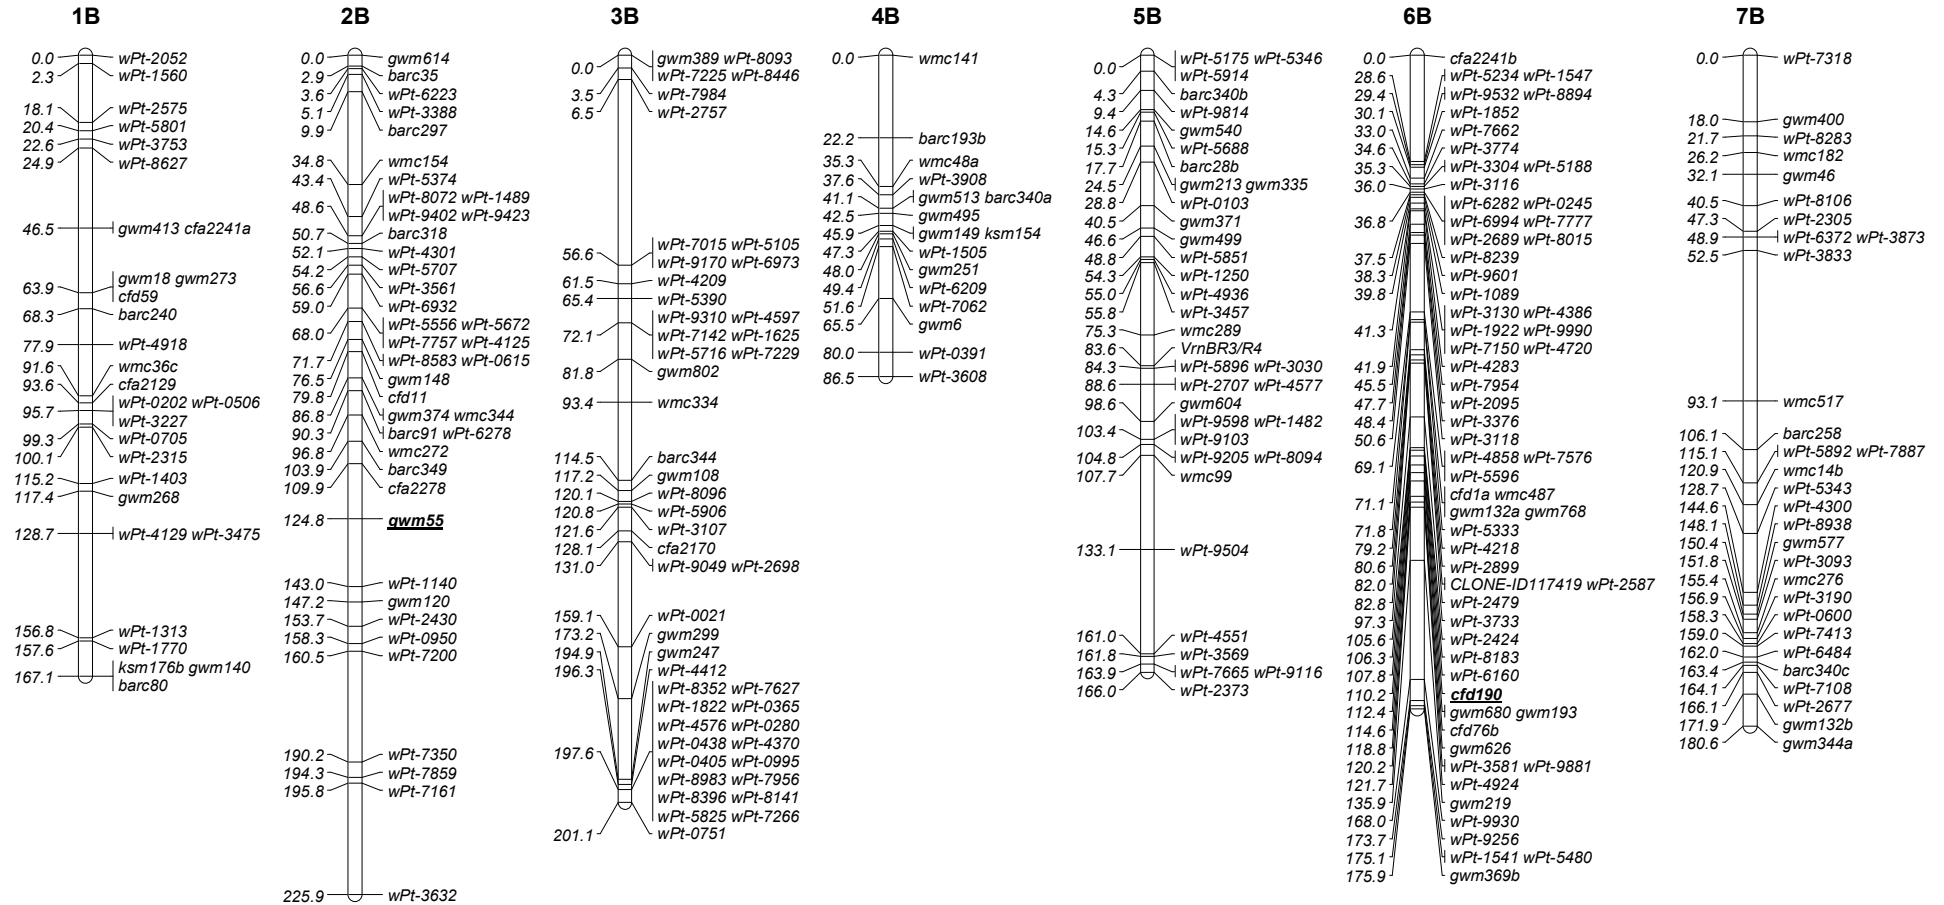 1B
0.0 wPt-2052
2.3 wPt-1560
18.1 wPt-2575
20.4 wPt-5801
22.6 wPt-3753
24.9 wPt-8627
46.5 gwm413 cfa2241a
gwm18 gwm273
63.9 cfd59
68.3 barc240
77.9 wPt-4918
91.6 wmc36c
93.6 cfa2129
wPt-0202 wPt-0506
95.7 wPt-3227
99.3 wPt-0705
100.1 wPt-2315
115.2 wPt-1403
117.4 gwm268
128.7 wPt-4129 wPt-3475
156.8 wPt-1313
157.6 wPt-1770
167.1 ksm176b gwm140
barc80
2B
0.0 gwm614
2.9 barc35
3.6 wPt-6223
5.1 wPt-3388
9.9 barc297
34.8 wmc154
43.4 wPt-5374
wPt-8072 wPt-1489
48.6 wPt-9402 wPt-9423
50.7 barc318
52.1 wPt-4301
54.2 wPt-5707
56.6 wPt-3561
59.0 wPt-6932
wPt-5556 wPt-5672
68.0 wPt-7757 wPt-4125
71.7 wPt-8583 wPt-0615
76.5 gwm148
79.8 cfd11
86.8 gwm374 wmc344
90.3 barc91 wPt-6278
96.8 wmc272
103.9 barc349
109.9 cfa2278
124.8 gwm55
143.0 wPt-1140
147.2 gwm120
153.7 wPt-2430
158.3 wPt-0950
160.5 wPt-7200
190.2 wPt-7350
194.3 wPt-7859
195.8 wPt-7161
225.9 wPt-3632
3B
gwm389 wPt-8093
0.0 wPt-7225 wPt-8446
3.5 wPt-7984
6.5 wPt-2757
wPt-7015 wPt-5105
56.6 wPt-9170 wPt-6973
61.5 wPt-4209
65.4 wPt-5390
wPt-9310 wPt-4597
72.1 wPt-7142 wPt-1625
wPt-5716 wPt-7229
81.8 gwm802
93.4 wmc334
114.5 barc344
117.2 gwm108
120.1 wPt-8096
120.8 wPt-5906
121.6 wPt-3107
128.1 cfa2170
131.0 wPt-9049 wPt-2698
159.1 wPt-0021
173.2 gwm299
194.9 gwm247
196.3 wPt-4412
wPt-8352 wPt-7627
wPt-1822 wPt-0365
wPt-4576 wPt-0280
wPt-0438 wPt-4370
197.6 wPt-0405 wPt-0995
wPt-8983 wPt-7956
wPt-8396 wPt-8141
wPt-5825 wPt-7266
201.1 wPt-0751
4B
0.0 wmc141
22.2 barc193b
35.3 wmc48a
37.6 wPt-3908
41.1 gwm513 barc340a
42.5 gwm495
45.9 gwm149 ksm154
47.3 wPt-1505
48.0 gwm251
49.4 wPt-6209
51.6 wPt-7062
65.5 gwm6
80.0 wPt-0391
86.5 wPt-3608
5B
wPt-5175 wPt-5346
0.0 wPt-5914
4.3 barc340b
9.4 wPt-9814
14.6 gwm540
15.3 wPt-5688
17.7 barc28b
24.5 gwm213 gwm335
28.8 wPt-0103
40.5 gwm371
46.6 gwm499
48.8 wPt-5851
54.3 wPt-1250
55.0 wPt-4936
55.8 wPt-3457
75.3 wmc289
83.6 VrnBR3/R4
84.3 wPt-5896 wPt-3030
88.6 wPt-2707 wPt-4577
98.6 gwm604
wPt-9598 wPt-1482
103.4 wPt-9103
104.8 wPt-9205 wPt-8094
107.7 wmc99
133.1 wPt-9504
161.0 wPt-4551
161.8 wPt-3569
163.9 wPt-7665 wPt-9116
166.0 wPt-2373
6B
0.0 cfa2241b
28.6 wPt-5234 wPt-1547
29.4 wPt-9532 wPt-8894
30.1 wPt-1852
33.0 wPt-7662
34.6 wPt-3774
35.3 wPt-3304 wPt-5188
36.0 wPt-3116
wPt-6282 wPt-0245
36.8 wPt-6994 wPt-7777
wPt-2689 wPt-8015
37.5 wPt-8239
38.3 wPt-9601
39.8 wPt-1089
wPt-3130 wPt-4386
41.3 wPt-1922 wPt-9990
wPt-7150 wPt-4720
41.9 wPt-4283
45.5 wPt-7954
47.7 wPt-2095
48.4 wPt-3376
50.6 wPt-3118
wPt-4858 wPt-7576
69.1 wPt-5596
cfd1a wmc487
71.1 gwm132a gwm768
71.8 wPt-5333
79.2 wPt-4218
80.6 wPt-2899
82.0 CLONE-ID117419 wPt-2587
82.8 wPt-2479
97.3 wPt-3733
105.6 wPt-2424
106.3 wPt-8183
107.8 wPt-6160
110.2 cfd190
112.4 gwm680 gwm193
114.6 cfd76b
118.8 gwm626
120.2 wPt-3581 wPt-9881
121.7 wPt-4924
135.9 gwm219
168.0 wPt-9930
173.7 wPt-9256
175.1 wPt-1541 wPt-5480
175.9 gwm369b
7B
0.0 wPt-7318
18.0 gwm400
21.7 wPt-8283
26.2 wmc182
32.1 gwm46
40.5 wPt-8106
47.3 wPt-2305
48.9 wPt-6372 wPt-3873
52.5 wPt-3833
93.1 wmc517
106.1 barc258
115.1 wPt-5892 wPt-7887
120.9 wmc14b
128.7 wPt-5343
144.6 wPt-4300
148.1 wPt-8938
150.4 gwm577
151.8 wPt-3093
155.4 wmc276
156.9 wPt-3190
158.3 wPt-0600
159.0 wPt-7413
162.0 wPt-6484
163.4 barc340c
164.1 wPt-7108
166.1 wPt-2677
171.9 gwm132b
180.6 gwm344a